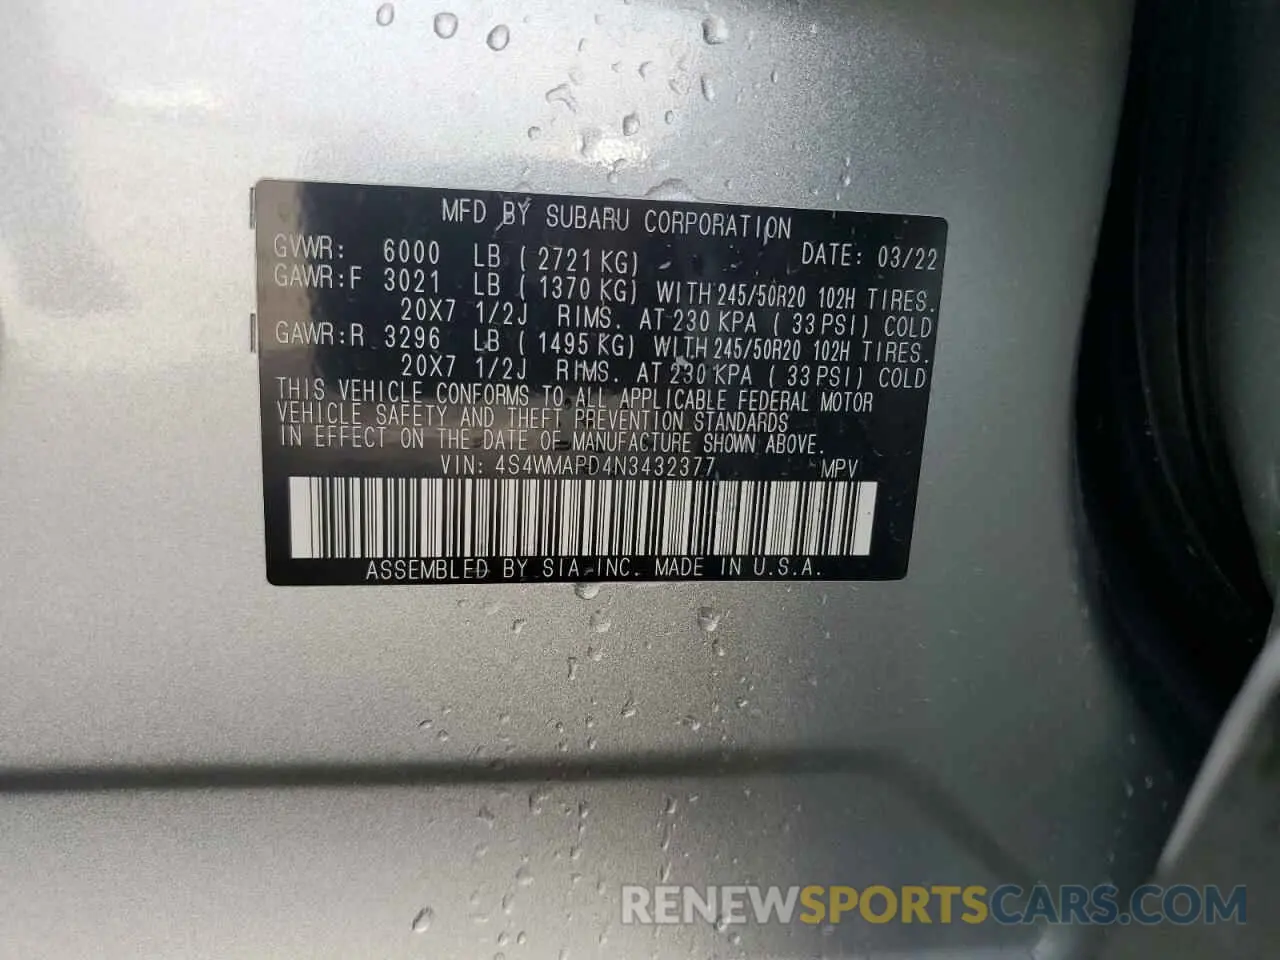 MFD BY SUBARU CORPORATION
GVWR: 6000 LB ( 2721 KG) DATE: 03/22
GAWR:F 3021 LB ( 1370 KG) WITH 245/50R20 102H TIRES.
20X7 1/2J RIMS. AT 230 KPA ( 33 PSI) COLD
GAWR:R 3296 LB ( 1495 KG) WITH 245/50R20 102H TIRES.
20X7 1/2J RIMS. AT 230 KPA ( 33 PSI) COLD
THIS VEHICLE CONFORMS TO ALL APPLICABLE FEDERAL MOTOR
VEHICLE SAFETY AND THEFT PREVENTION STANDARDS
IN EFFECT ON THE DATE OF MANUFACTURE SHOWN ABOVE.
VIN: 4S4WMAPD4N3432377 MPV
ASSEMBLED BY SIA INC. MADE IN U.S.A.
RENEWSPORTSCARS.COM